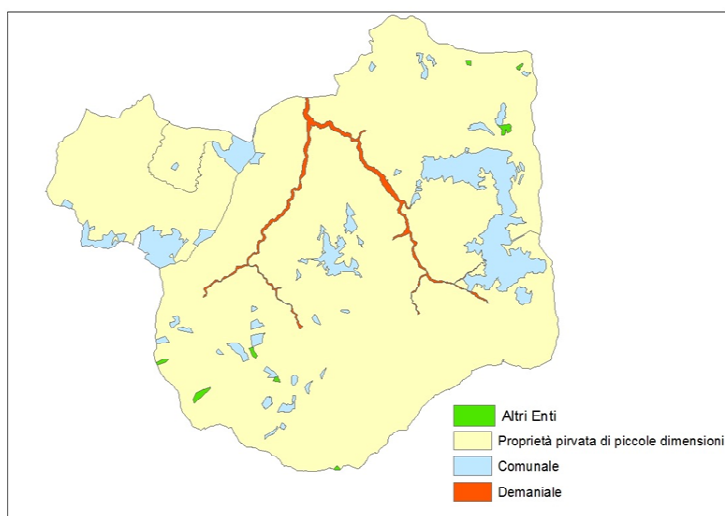 Altri Enti
Proprietà pirvata di piccole dimensioni
Comunale
Demaniale